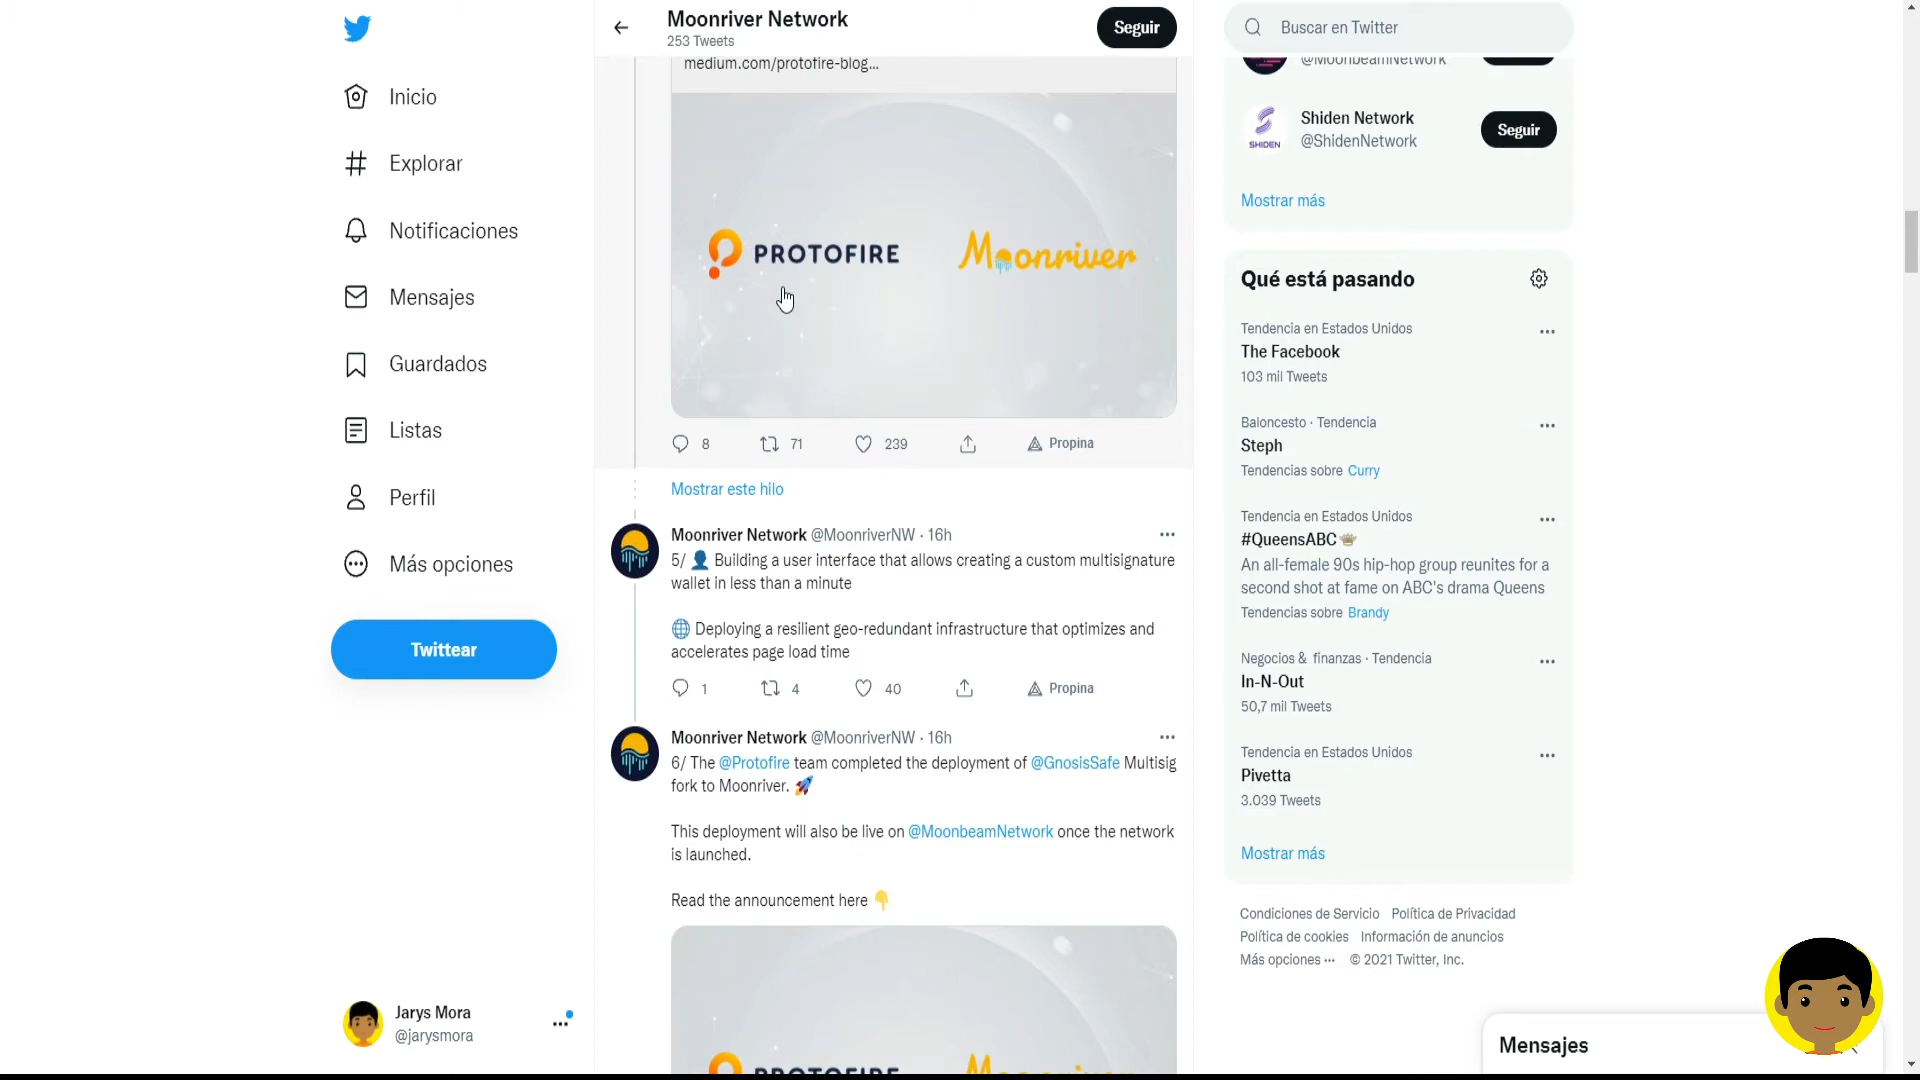 Inicio
Explorar
Notificaciones
Mensajes
Guardados
Listas
Perfil
Más opciones
Twittear
Jarys Mora
@jarysmora
Moonriver Network
253 Tweets
Seguir
medium.com/protofire-blog...
PROTOFIRE
Moonriver
8
71
239
Propina
Mostrar este hilo
Moonriver Network @MoonriverNW · 16h
5/ 👤 Building a user interface that allows creating a custom multisignature
wallet in less than a minute
🌐 Deploying a resilient geo-redundant infrastructure that optimizes and
accelerates page load time
1
4
40
Propina
Moonriver Network @MoonriverNW · 16h
6/ The @Protofire team completed the deployment of @GnosisSafe Multisig
fork to Moonriver. 🚀
This deployment will also be live on @MoonbeamNetwork once the network
is launched.
Read the announcement here 👇
PROTOFIRE
Moonriver
Buscar en Twitter
@MoonbeamNetwork
SHIDEN
Shiden Network
@ShidenNetwork
Seguir
Mostrar más
Qué está pasando
Tendencia en Estados Unidos
The Facebook
103 mil Tweets
Baloncesto · Tendencia
Steph
Tendencias sobre Curry
Tendencia en Estados Unidos
#QueensABC
An all-female 90s hip-hop group reunites for a
second shot at fame on ABC's drama Queens
Tendencias sobre Brandy
Negocios & finanzas · Tendencia
In-N-Out
50,7 mil Tweets
Tendencia en Estados Unidos
Pivetta
3.039 Tweets
Mostrar más
Condiciones de Servicio Política de Privacidad
Política de cookies Información de anuncios
Más opciones ··· © 2021 Twitter, Inc.
Mensajes